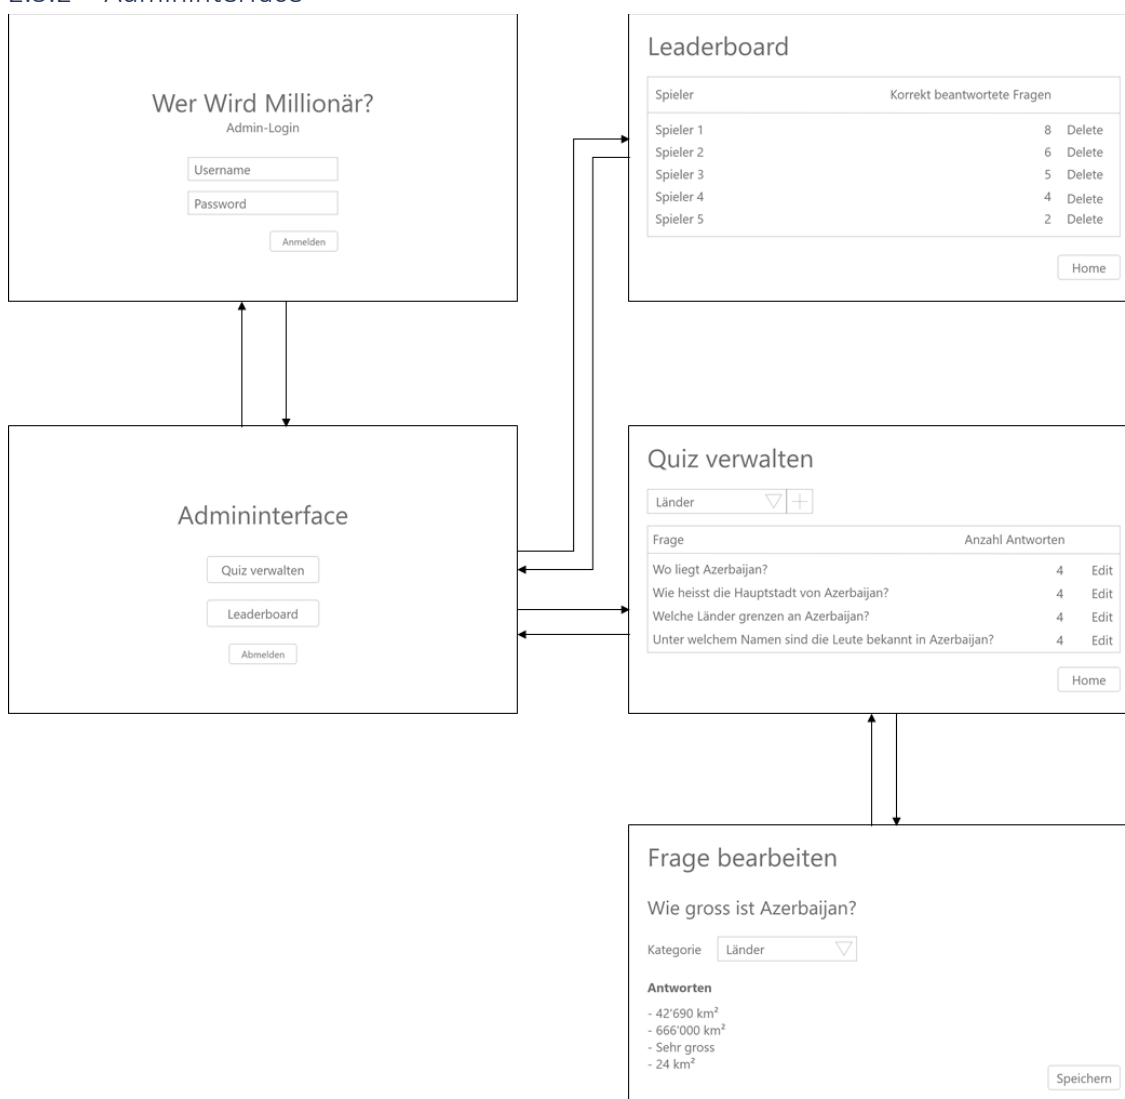 2.3.2 Admininterface
Wer Wird Millionär?
Admin-Login
Username
Password
Anmelden
Leaderboard
Spieler Korrekt beantwortete Fragen
Spieler 1 8 Delete
Spieler 2 6 Delete
Spieler 3 5 Delete
Spieler 4 4 Delete
Spieler 5 2 Delete
Home
Admininterface
Quiz verwalten
Leaderboard
Abmelden
Quiz verwalten
Länder
Frage Anzahl Antworten
Wo liegt Azerbaijan? 4 Edit
Wie heisst die Hauptstadt von Azerbaijan? 4 Edit
Welche Länder grenzen an Azerbaijan? 4 Edit
Unter welchem Namen sind die Leute bekannt in Azerbaijan? 4 Edit
Home
Frage bearbeiten
Wie gross ist Azerbaijan?
Kategorie Länder
Antworten
- 42'690 km²
- 666'000 km²
- Sehr gross
- 24 km²
Speichern